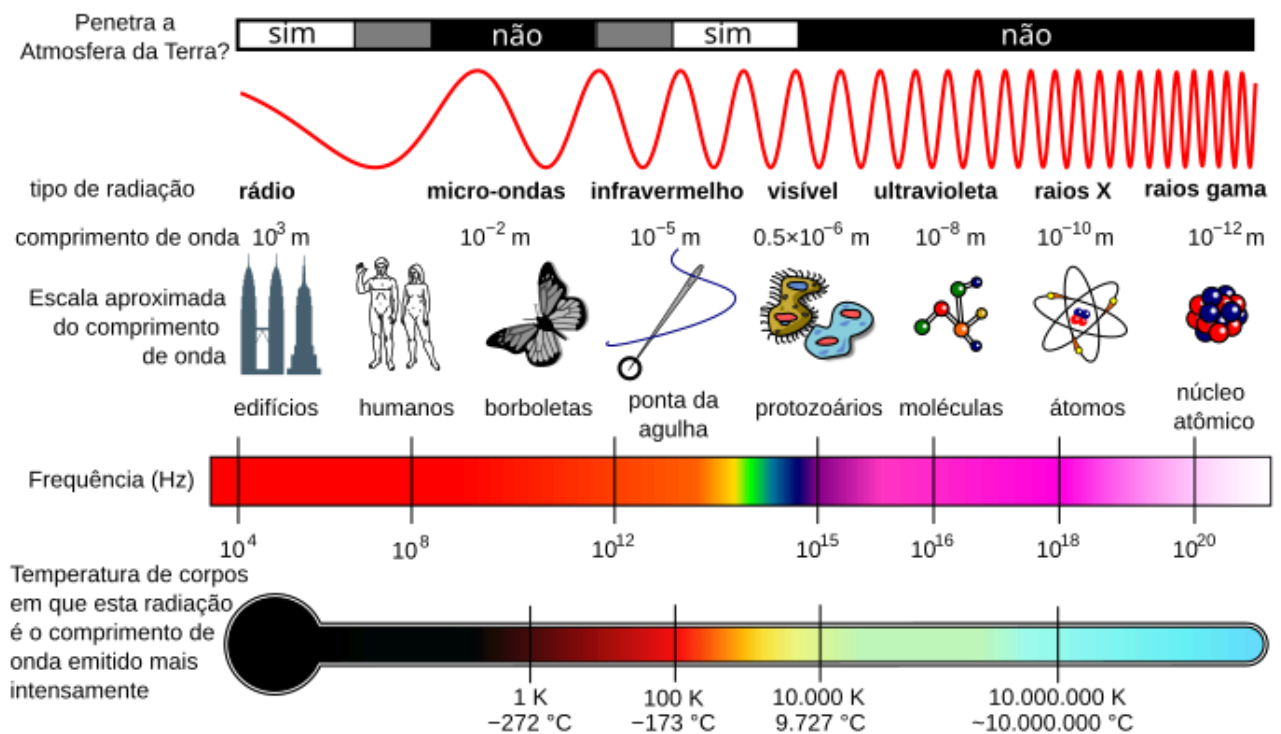 Penetra a
Atmosfera da Terra?
sim
não
sim
não
tipo de radiação
rádio
micro-ondas
infravermelho
visível
ultravioleta
raios X
raios gama
comprimento de onda
10³ m
10⁻² m
10⁻⁵ m
0.5×10⁻⁶ m
10⁻⁸ m
10⁻¹⁰ m
10⁻¹² m
Escala aproximada
do comprimento
de onda
edifícios
humanos
borboletas
ponta da
agulha
protozoários
moléculas
átomos
núcleo
atômico
Frequência (Hz)
10⁴
10⁸
10¹²
10¹⁵
10¹⁶
10¹⁸
10²⁰
Temperatura de corpos
em que esta radiação
é o comprimento de
onda emitido mais
intensamente
1 K
−272 °C
100 K
−173 °C
10.000 K
9.727 °C
10.000.000 K
~10.000.000 °C